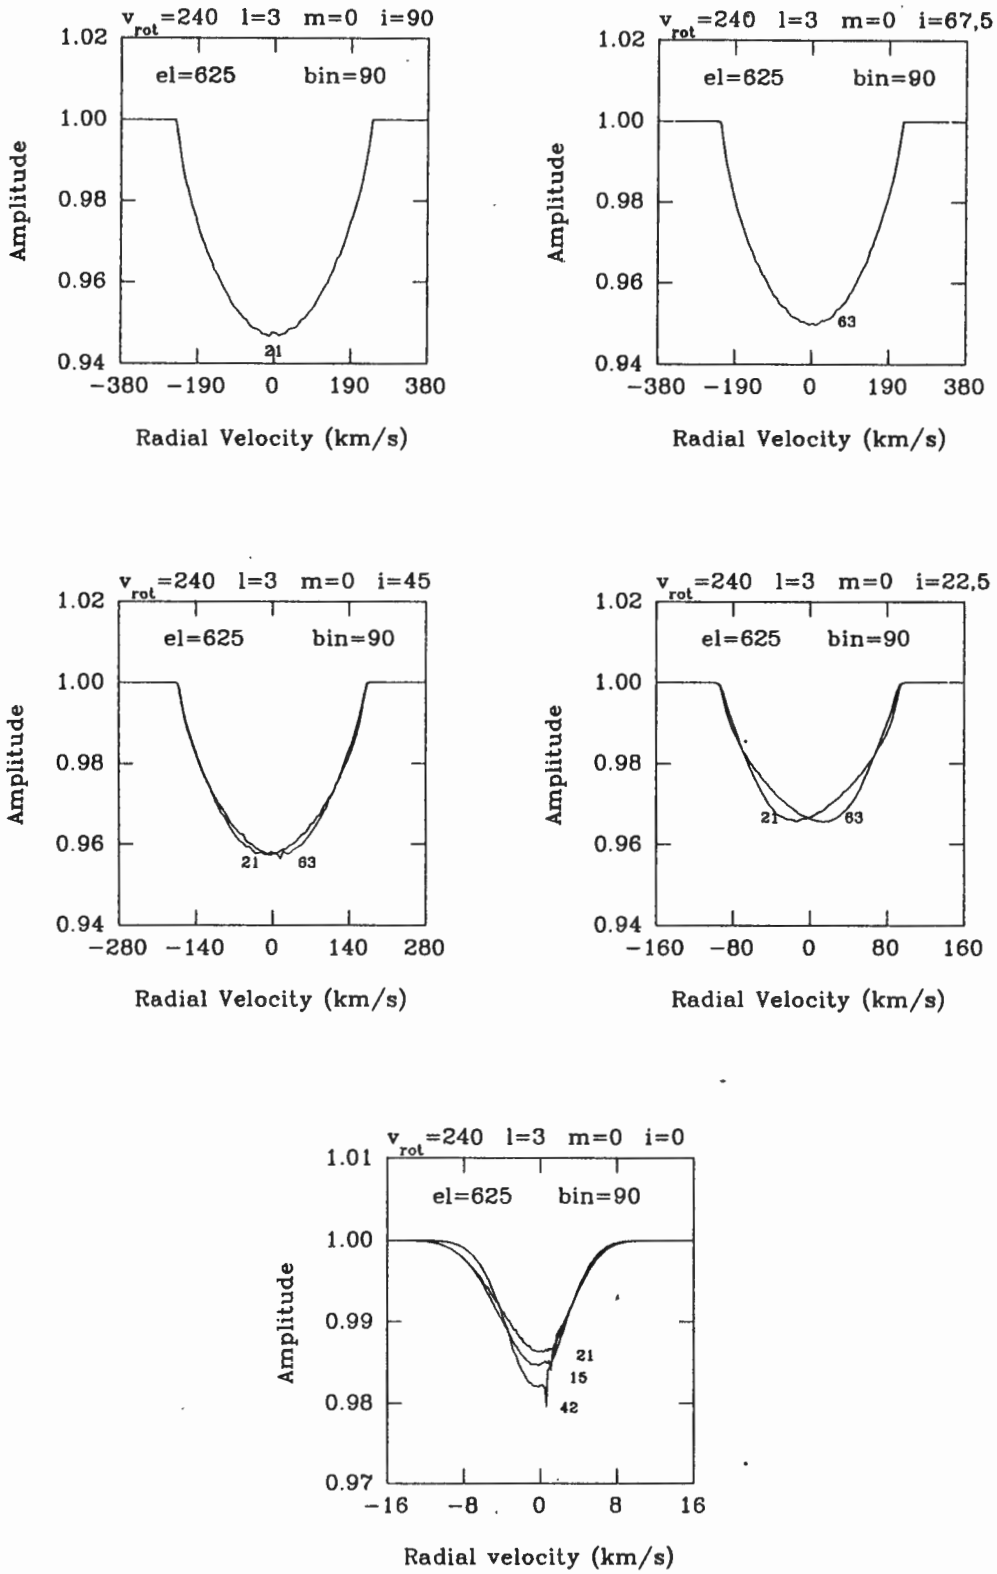 v_rot=240 l=3 m=0 i=90
1.02
el=625 bin=90
1.00
0.98
0.96
0.94
21
-380 -190 0 190 380
Amplitude
Radial Velocity (km/s)
v_rot=240 l=3 m=0 i=67,5
1.02
el=625 bin=90
1.00
0.98
0.96
0.94
63
-380 -190 0 190 380
Amplitude
Radial Velocity (km/s)
v_rot=240 l=3 m=0 i=45
1.02
el=625 bin=90
1.00
0.98
0.96
0.94
21 63
-280 -140 0 140 280
Amplitude
Radial Velocity (km/s)
v_rot=240 l=3 m=0 i=22,5
1.02
el=625 bin=90
1.00
0.98
0.96
0.94
21 63
-160 -80 0 80 160
Amplitude
Radial Velocity (km/s)
v_rot=240 l=3 m=0 i=0
1.01
el=625 bin=90
1.00
0.99
0.98
0.97
21
15
42
-16 -8 0 8 16
Amplitude
Radial velocity (km/s)